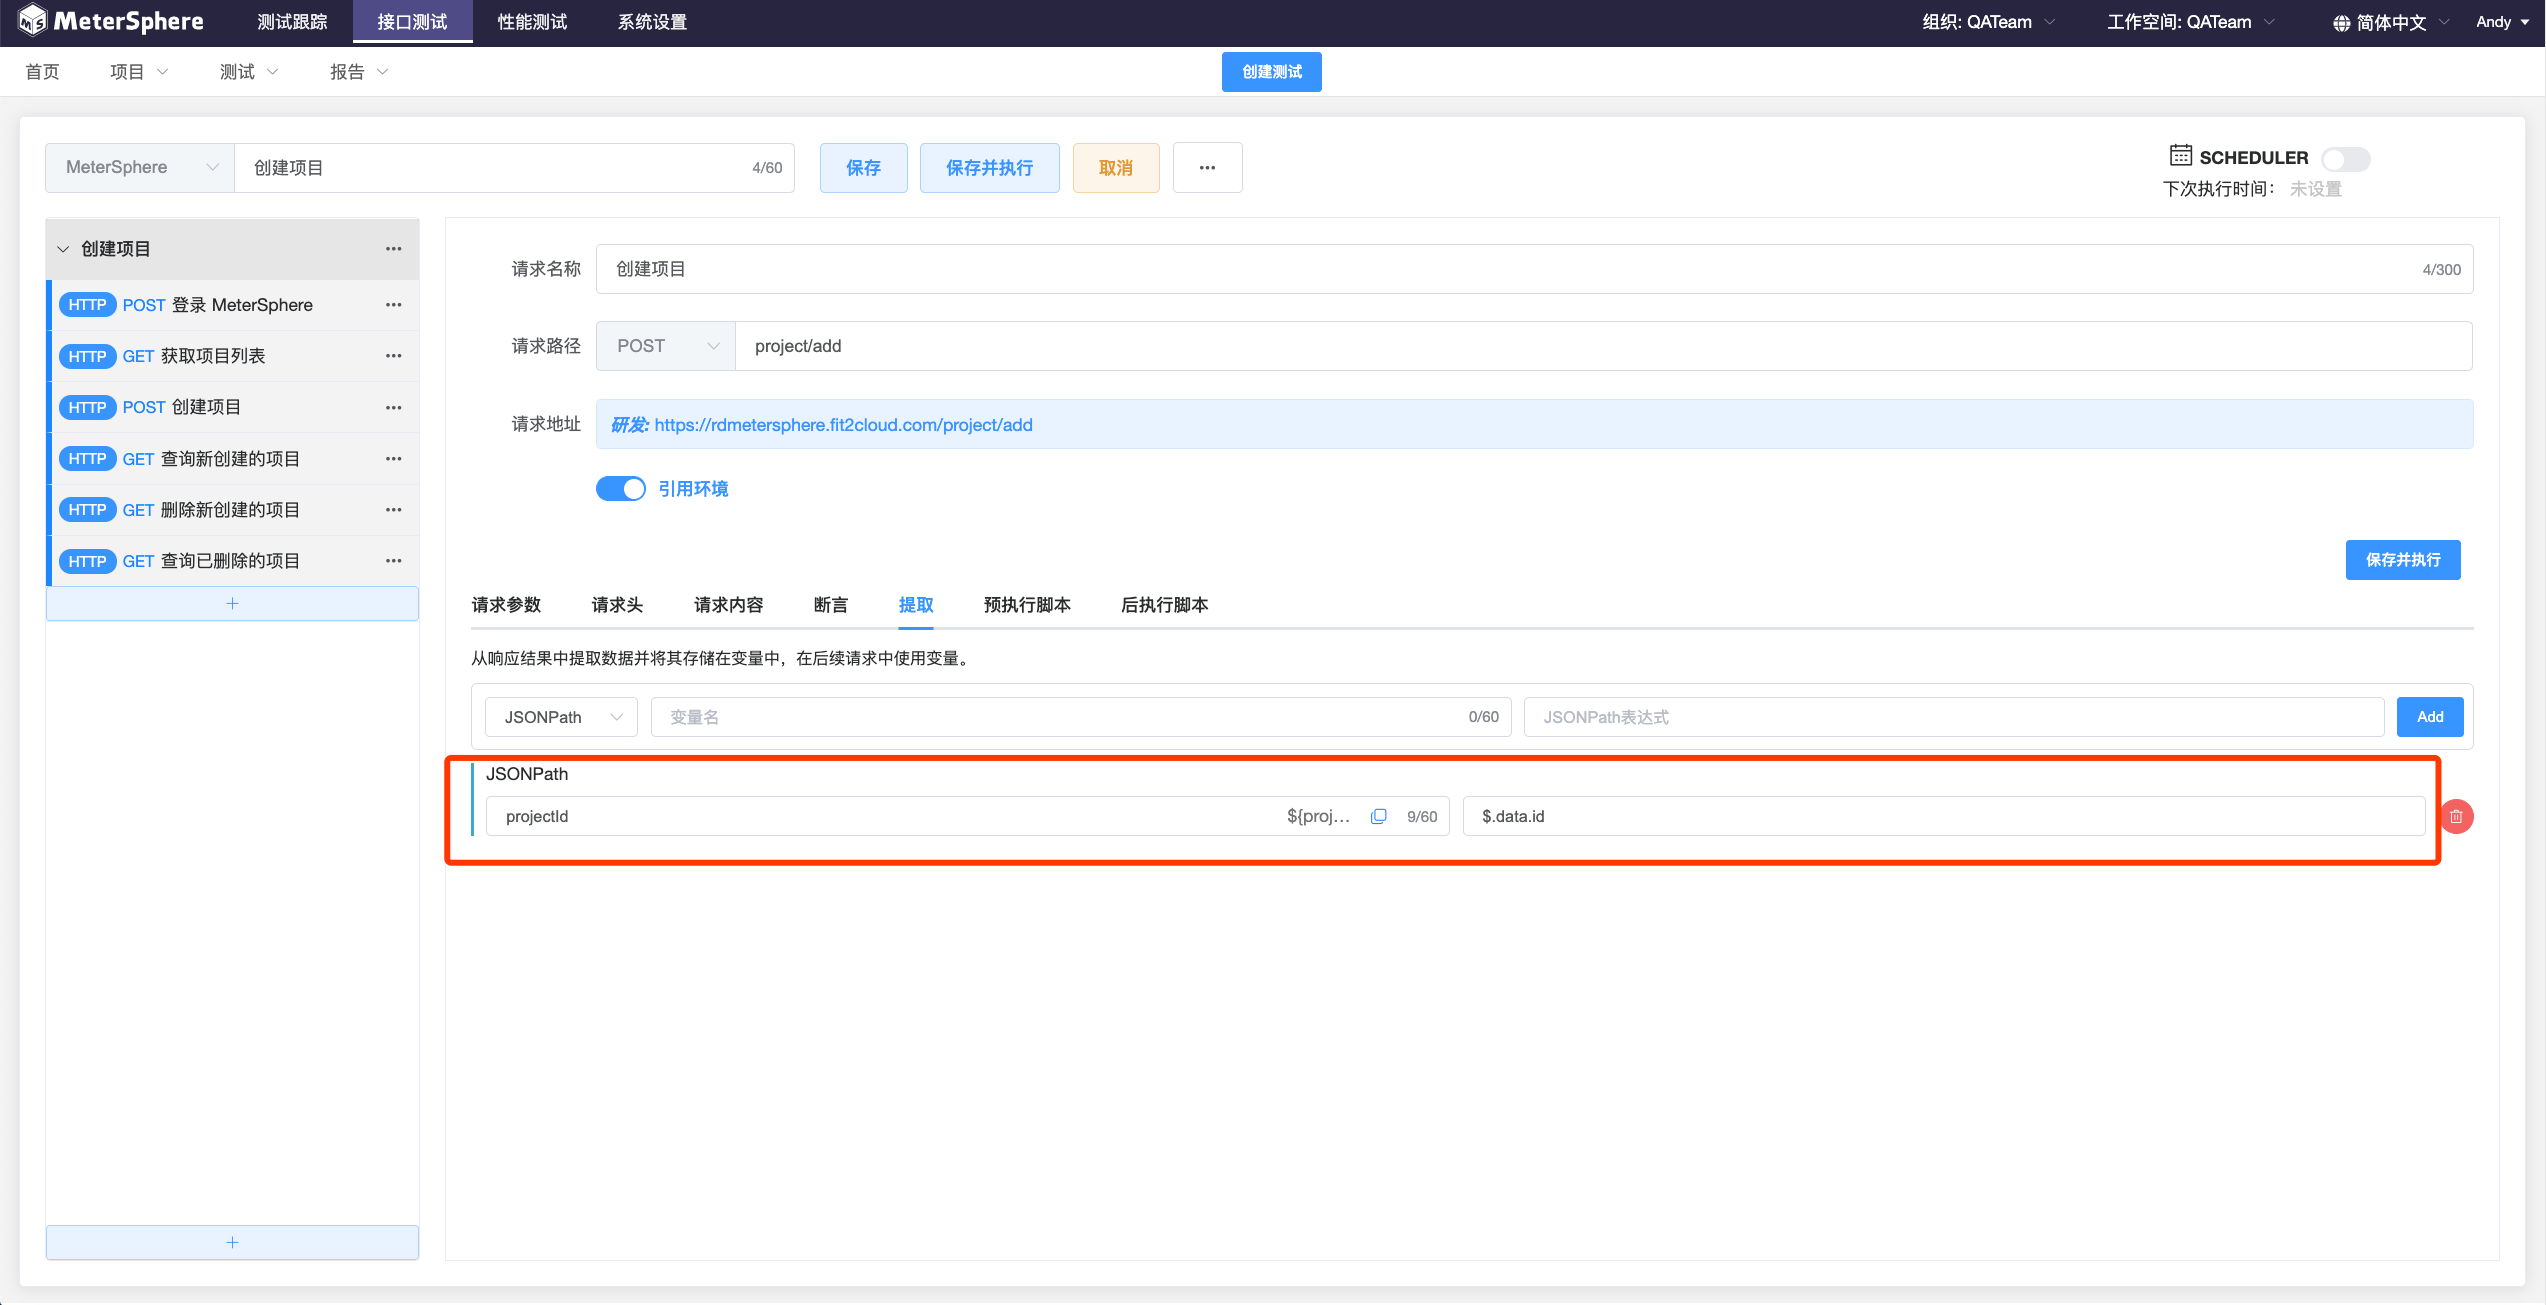 MeterSphere 测试跟踪 接口测试 性能测试 系统设置 组织: QATeam 工作空间: QATeam 简体中文 Andy
首页 项目 测试 报告 创建测试
MeterSphere 创建项目 4/60 保存 保存并执行 取消 ...
SCHEDULER
下次执行时间： 未设置
创建项目 ...
HTTP POST 登录 MeterSphere ...
HTTP GET 获取项目列表 ...
HTTP POST 创建项目 ...
HTTP GET 查询新创建的项目 ...
HTTP GET 删除新创建的项目 ...
HTTP GET 查询已删除的项目 ...
+
+
请求名称 创建项目 4/300
请求路径 POST project/add
请求地址 研发: https://rdmetersphere.fit2cloud.com/project/add
引用环境
保存并执行
请求参数 请求头 请求内容 断言 提取 预执行脚本 后执行脚本
从响应结果中提取数据并将其存储在变量中，在后续请求中使用变量。
JSONPath 变量名 0/60 JSONPath表达式 Add
JSONPath
projectId ${proj... 9/60 $.data.id